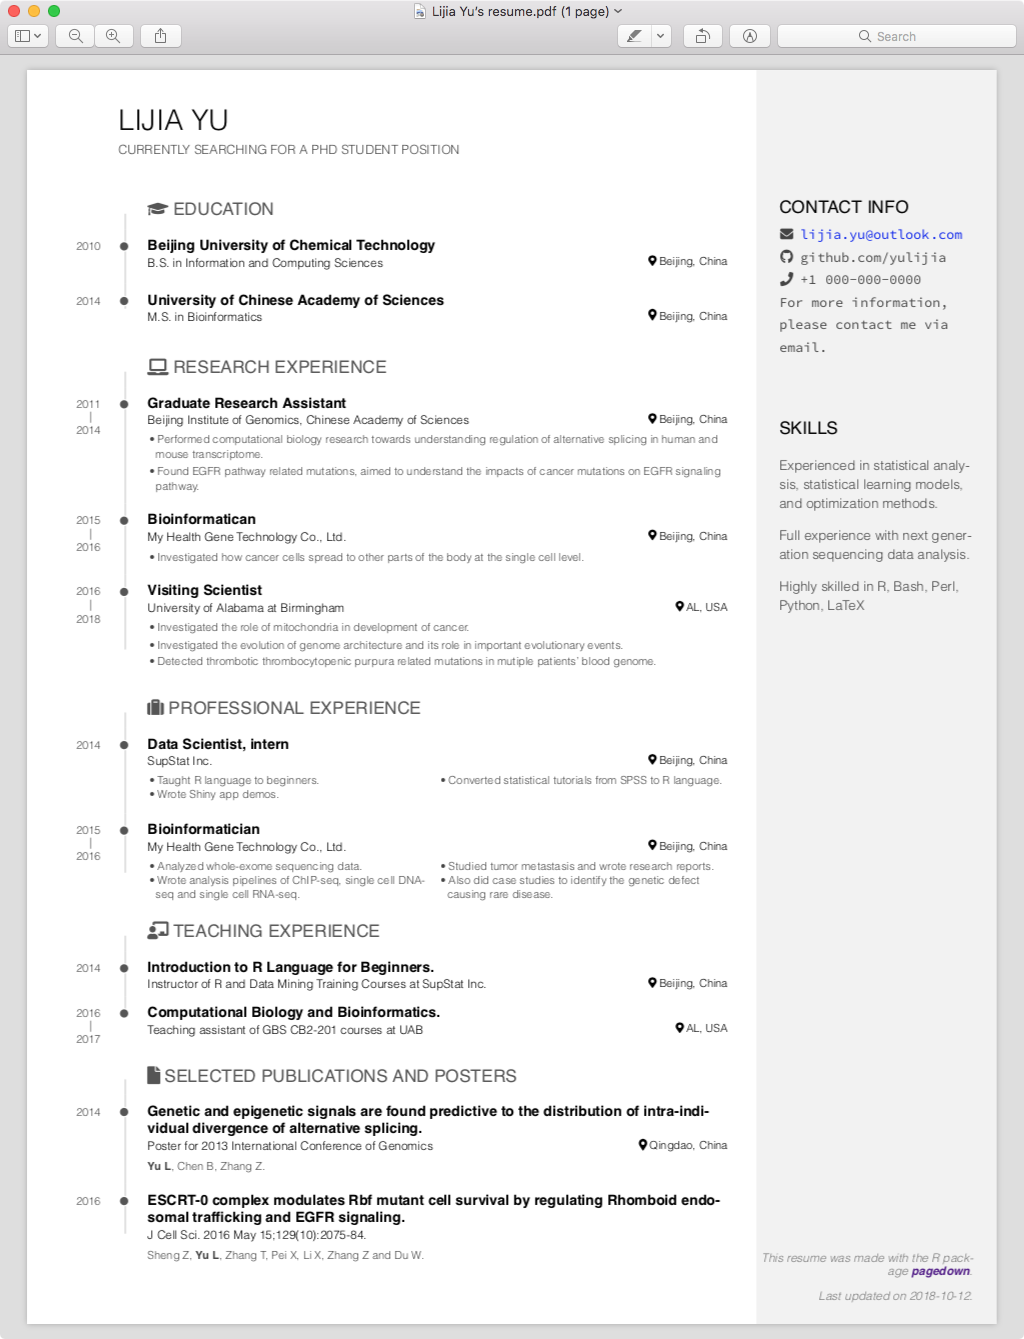 Lijia Yu's resume.pdf (1 page)
Search
LIJIA YU
CURRENTLY SEARCHING FOR A PHD STUDENT POSITION
EDUCATION
2010
Beijing University of Chemical Technology
B.S. in Information and Computing Sciences
Beijing, China
2014
University of Chinese Academy of Sciences
M.S. in Bioinformatics
Beijing, China
RESEARCH EXPERIENCE
2011
|
2014
Graduate Research Assistant
Beijing Institute of Genomics, Chinese Academy of Sciences
Beijing, China
• Performed computational biology research towards understanding regulation of alternative splicing in human and
mouse transcriptome.
• Found EGFR pathway related mutations, aimed to understand the impacts of cancer mutations on EGFR signaling
pathway.
2015
|
2016
Bioinformatican
My Health Gene Technology Co., Ltd.
Beijing, China
• Investigated how cancer cells spread to other parts of the body at the single cell level.
2016
|
2018
Visiting Scientist
University of Alabama at Birmingham
AL, USA
• Investigated the role of mitochondria in development of cancer.
• Investigated the evolution of genome architecture and its role in important evolutionary events.
• Detected thrombotic thrombocytopenic purpura related mutations in mutiple patients' blood genome.
PROFESSIONAL EXPERIENCE
2014
Data Scientist, intern
SupStat Inc.
Beijing, China
• Taught R language to beginners.
• Wrote Shiny app demos.
• Converted statistical tutorials from SPSS to R language.
2015
|
2016
Bioinformatician
My Health Gene Technology Co., Ltd.
Beijing, China
• Analyzed whole-exome sequencing data.
• Wrote analysis pipelines of ChIP-seq, single cell DNA-
seq and single cell RNA-seq.
• Studied tumor metastasis and wrote research reports.
• Also did case studies to identify the genetic defect
causing rare disease.
TEACHING EXPERIENCE
2014
Introduction to R Language for Beginners.
Instructor of R and Data Mining Training Courses at SupStat Inc.
Beijing, China
2016
|
2017
Computational Biology and Bioinformatics.
Teaching assistant of GBS CB2-201 courses at UAB
AL, USA
SELECTED PUBLICATIONS AND POSTERS
2014
Genetic and epigenetic signals are found predictive to the distribution of intra-indi-
vidual divergence of alternative splicing.
Poster for 2013 International Conference of Genomics
Qingdao, China
Yu L, Chen B, Zhang Z.
2016
ESCRT-0 complex modulates Rbf mutant cell survival by regulating Rhomboid endo-
somal trafficking and EGFR signaling.
J Cell Sci. 2016 May 15;129(10):2075-84.
Sheng Z, Yu L, Zhang T, Pei X, Li X, Zhang Z and Du W.
CONTACT INFO
lijia.yu@outlook.com
github.com/yulijia
+1 000-000-0000
For more information,
please contact me via
email.
SKILLS
Experienced in statistical analy-
sis, statistical learning models,
and optimization methods.
Full experience with next gener-
ation sequencing data analysis.
Highly skilled in R, Bash, Perl,
Python, LaTeX
This resume was made with the R pack-
age pagedown.
Last updated on 2018-10-12.